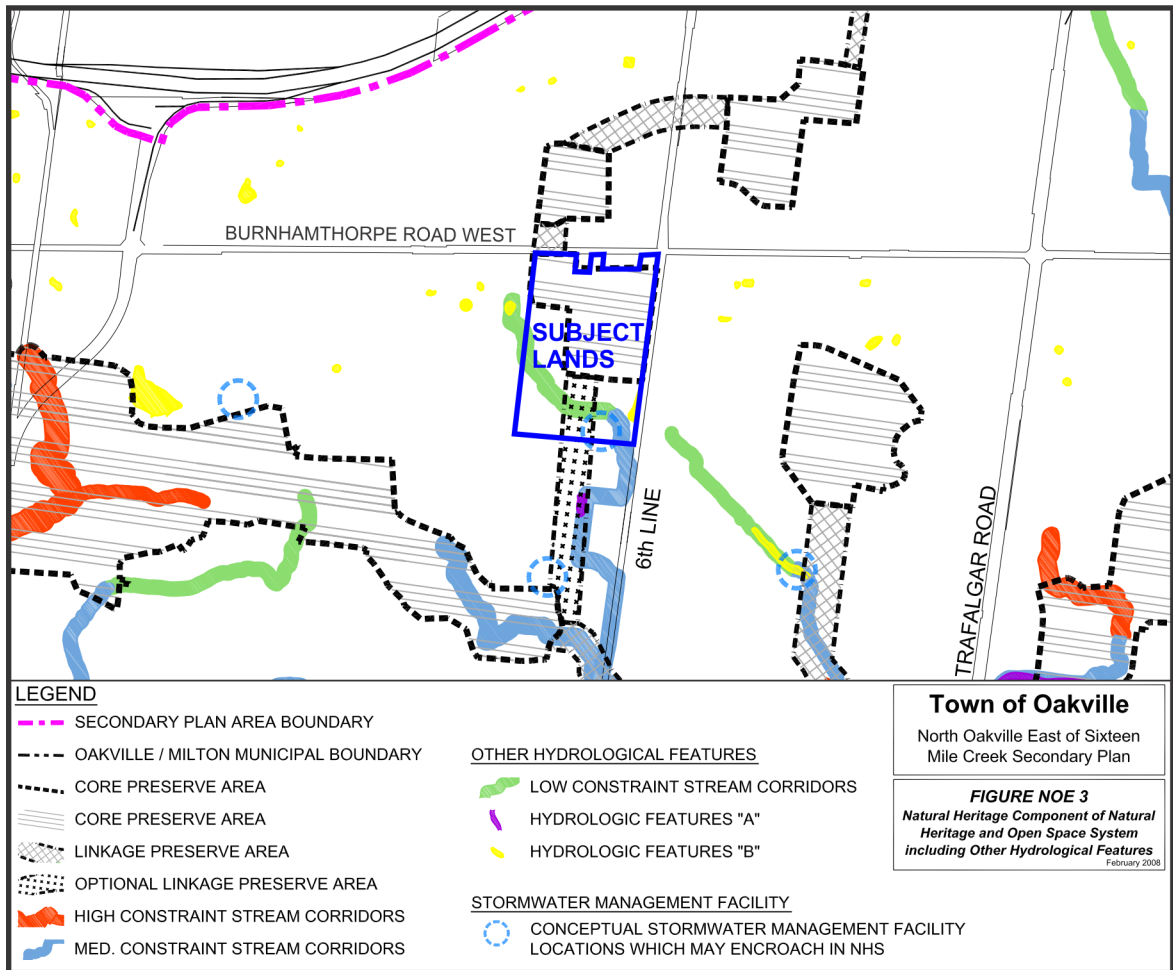 BURNHAMTHORPE ROAD WEST
SUBJECT
LANDS
6th LINE
TRAFALGAR ROAD
LEGEND
SECONDARY PLAN AREA BOUNDARY
OAKVILLE / MILTON MUNICIPAL BOUNDARY
CORE PRESERVE AREA
CORE PRESERVE AREA
LINKAGE PRESERVE AREA
OPTIONAL LINKAGE PRESERVE AREA
HIGH CONSTRAINT STREAM CORRIDORS
MED. CONSTRAINT STREAM CORRIDORS
OTHER HYDROLOGICAL FEATURES
LOW CONSTRAINT STREAM CORRIDORS
HYDROLOGIC FEATURES "A"
HYDROLOGIC FEATURES "B"
STORMWATER MANAGEMENT FACILITY
CONCEPTUAL STORMWATER MANAGEMENT FACILITY
LOCATIONS WHICH MAY ENCROACH IN NHS
Town of Oakville
North Oakville East of Sixteen
Mile Creek Secondary Plan
FIGURE NOE 3
Natural Heritage Component of Natural
Heritage and Open Space System
including Other Hydrological Features
February 2008